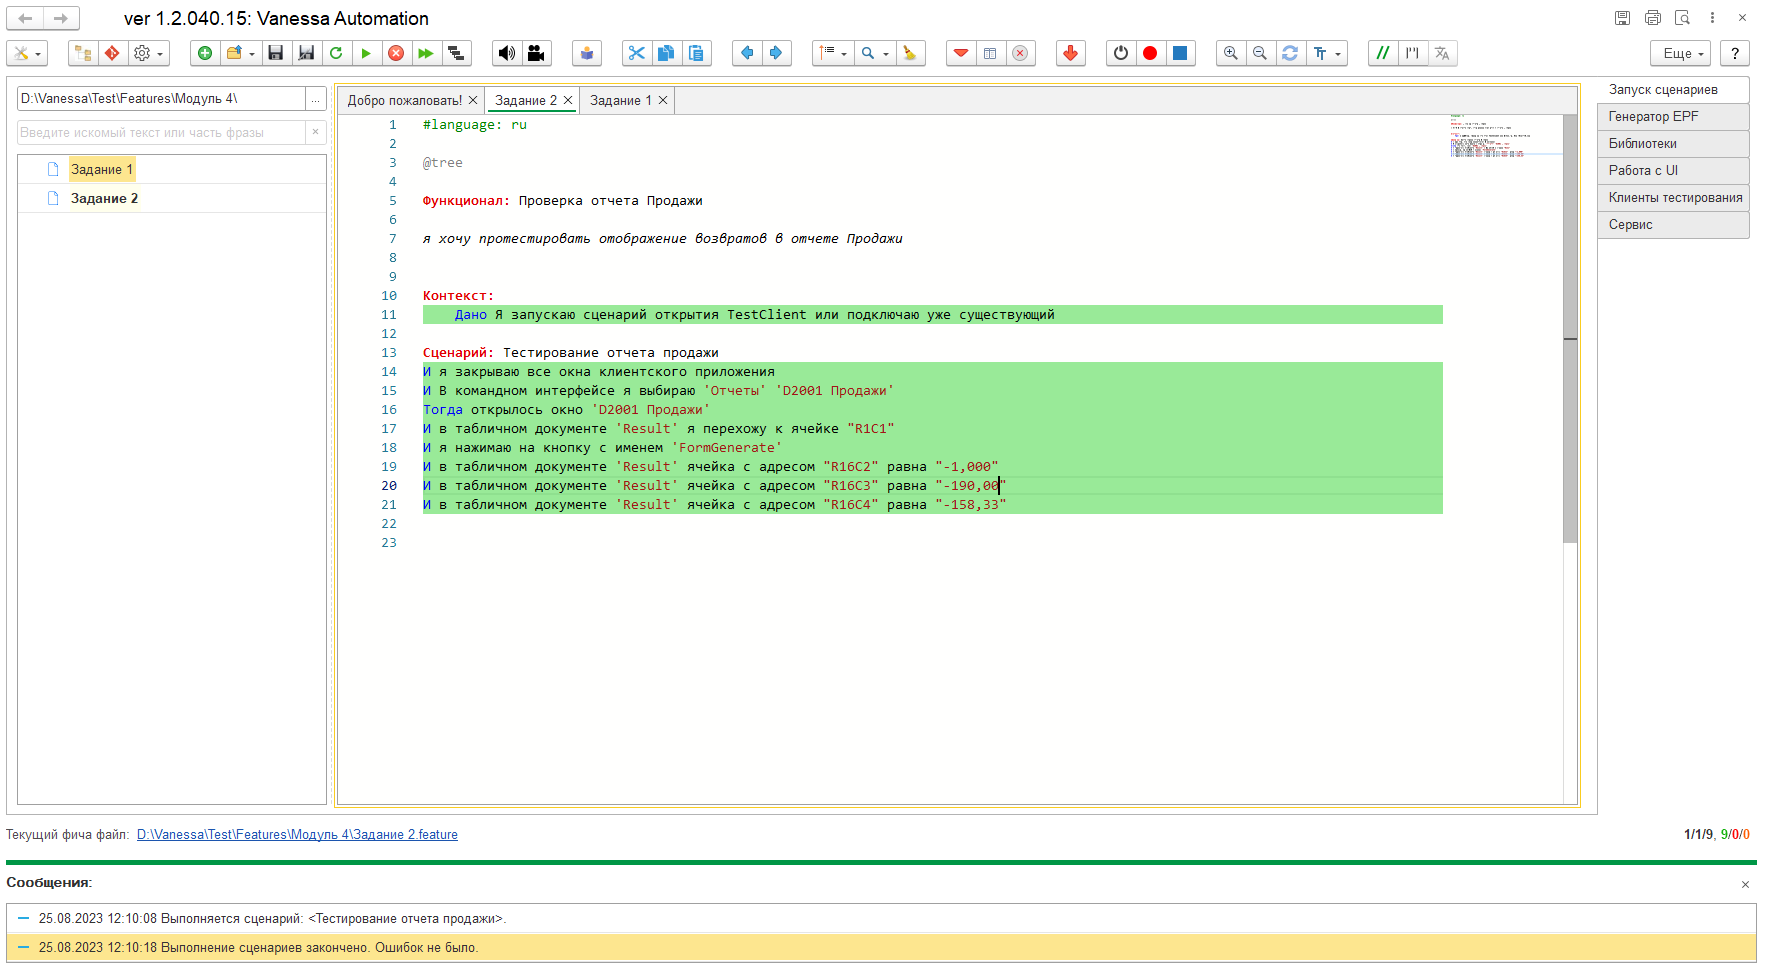 ver 1.2.040.15: Vanessa Automation
Еще
?
D:\Vanessa\Test\Features\Модуль 4\
...
Введите искомый текст или часть фразы
Задание 1
Задание 2
Добро пожаловать!
Задание 2
Задание 1
1 #language: ru
2
3 @tree
4
5 Функционал: Проверка отчета Продажи
6
7 я хочу протестировать отображение возвратов в отчете Продажи
8
9
10 Контекст:
11 Дано Я запускаю сценарий открытия TestClient или подключаю уже существующий
12
13 Сценарий: Тестирование отчета продажи
14 И я закрываю все окна клиентского приложения
15 И В командном интерфейсе я выбираю 'Отчеты' 'D2001 Продажи'
16 Тогда открылось окно 'D2001 Продажи'
17 И в табличном документе 'Result' я перехожу к ячейке "R1C1"
18 И я нажимаю на кнопку с именем 'FormGenerate'
19 И в табличном документе 'Result' ячейка с адресом "R16C2" равна "-1,000"
20 И в табличном документе 'Result' ячейка с адресом "R16C3" равна "-190,00"
21 И в табличном документе 'Result' ячейка с адресом "R16C4" равна "-158,33"
22
23
Запуск сценариев
Генератор EPF
Библиотеки
Работа с UI
Клиенты тестирования
Сервис
Текущий фича файл: D:\Vanessa\Test\Features\Модуль 4\Задание 2.feature
1/1/9, 9/0/0
Сообщения:
25.08.2023 12:10:08 Выполняется сценарий: <Тестирование отчета продажи>.
25.08.2023 12:10:18 Выполнение сценариев закончено. Ошибок не было.